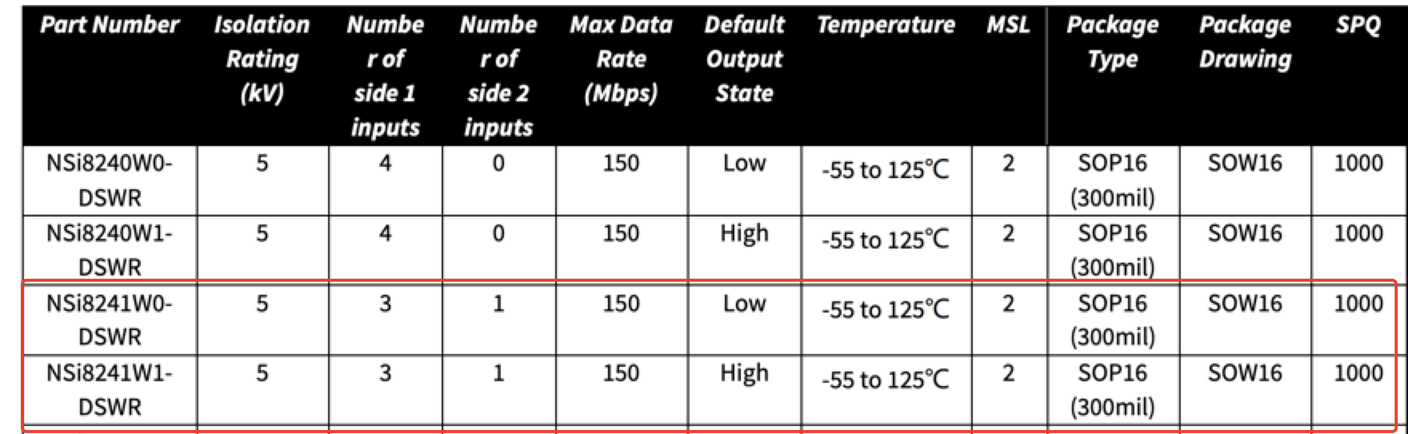 Part Number Isolation Rating (kV) Numbe r of side 1 inputs Numbe r of side 2 inputs Max Data Rate (Mbps) Default Output State Temperature MSL Package Type Package Drawing SPQ
NSi8240W0-DSWR 5 4 0 150 Low -55 to 125℃ 2 SOP16 (300mil) SOW16 1000
NSi8240W1-DSWR 5 4 0 150 High -55 to 125℃ 2 SOP16 (300mil) SOW16 1000
NSi8241W0-DSWR 5 3 1 150 Low -55 to 125℃ 2 SOP16 (300mil) SOW16 1000
NSi8241W1-DSWR 5 3 1 150 High -55 to 125℃ 2 SOP16 (300mil) SOW16 1000